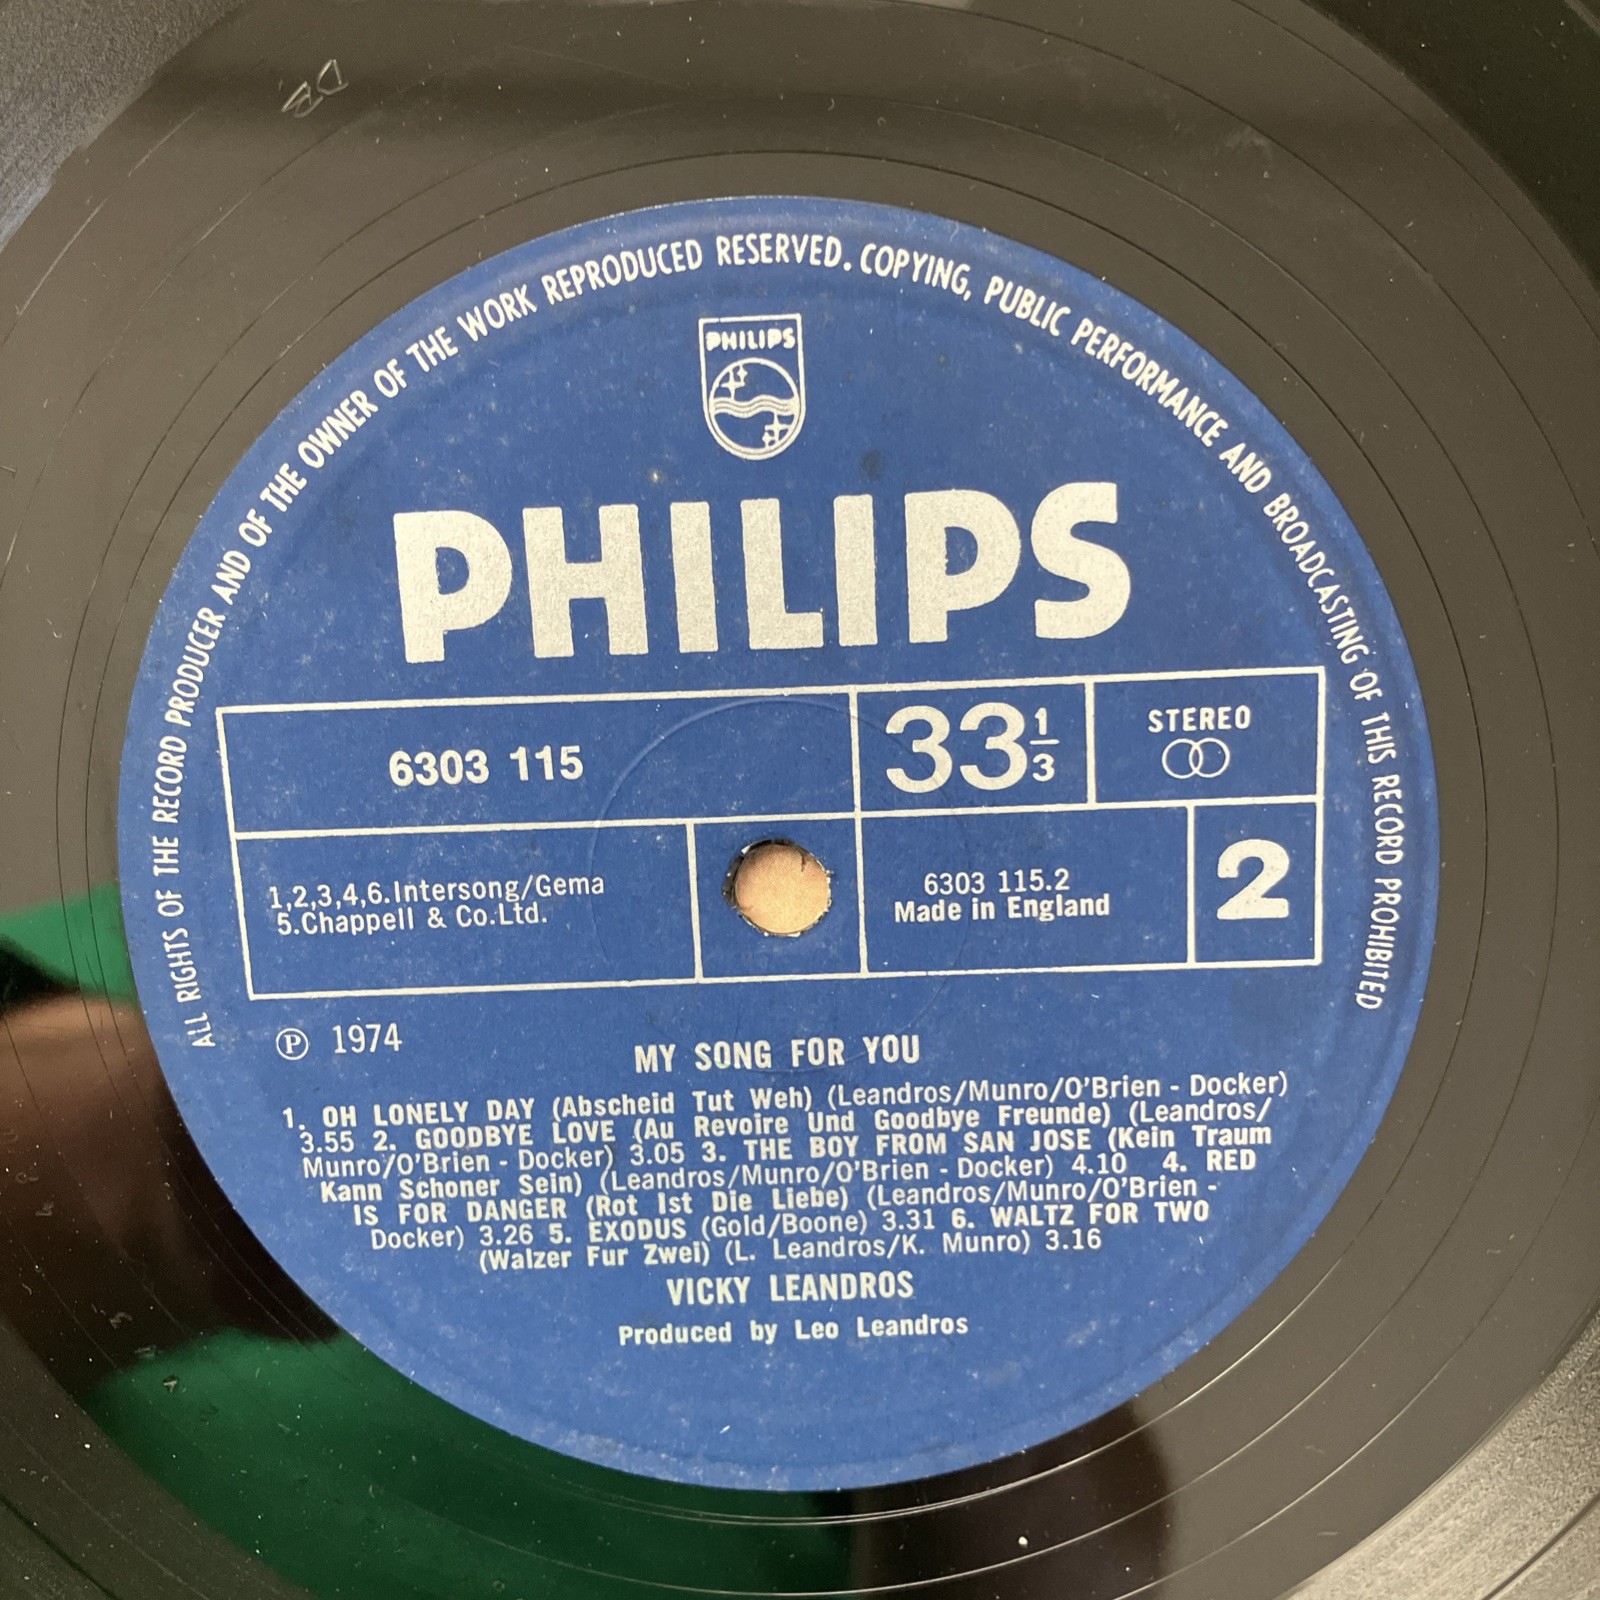 DB
ALL RIGHTS OF THE RECORD PRODUCER AND OF THE OWNER OF THE WORK REPRODUCED RESERVED. COPYING, PUBLIC PERFORMANCE AND BROADCASTING OF THIS RECORD PROHIBITED
PHILIPS
PHILIPS
6303 115
33 1/3
STEREO
1,2,3,4,6.Intersong/Gema
5.Chappell & Co.Ltd.
6303 115.2
Made in England
2
℗ 1974
MY SONG FOR YOU
1. OH LONELY DAY (Abscheid Tut Weh) (Leandros/Munro/O'Brien - Docker)
3.55 2. GOODBYE LOVE (Au Revoire Und Goodbye Freunde) (Leandros/
Munro/O'Brien - Docker) 3.05 3. THE BOY FROM SAN JOSE (Kein Traum
Kann Schoner Sein) (Leandros/Munro/O'Brien - Docker) 4.10 4. RED
IS FOR DANGER (Rot Ist Die Liebe) (Leandros/Munro/O'Brien -
Docker) 3.26 5. EXODUS (Gold/Boone) 3.31 6. WALTZ FOR TWO
(Walzer Fur Zwei) (L. Leandros/K. Munro) 3.16
VICKY LEANDROS
Produced by Leo Leandros